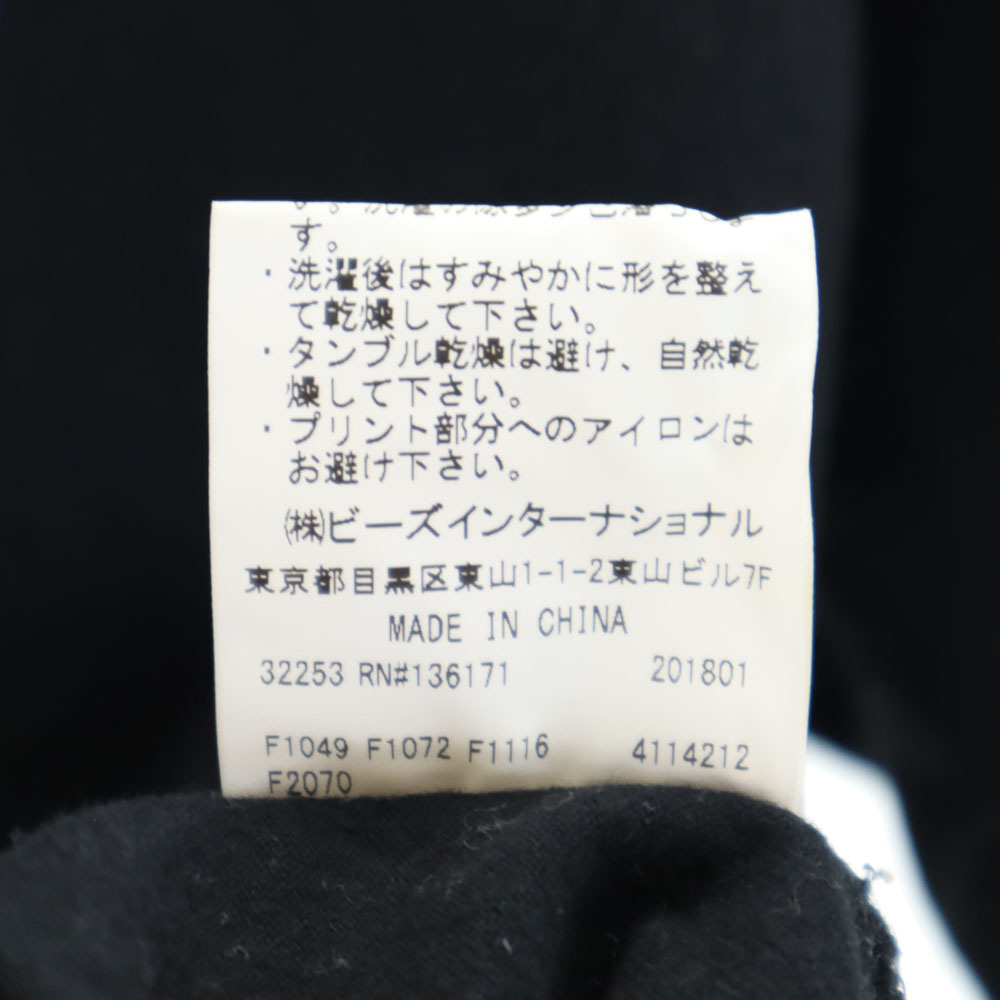 す。
・洗濯後はすみやかに形を整え
て乾燥して下さい。
・タンブル乾燥は避け、自然乾
燥して下さい。
・プリント部分へのアイロンは
お避け下さい。
㈱ビーズインターナショナル
東京都目黒区東山1-1-2東山ビル7F
MADE IN CHINA
32253 RN#136171 201801
F1049 F1072 F1116 4114212
F2070